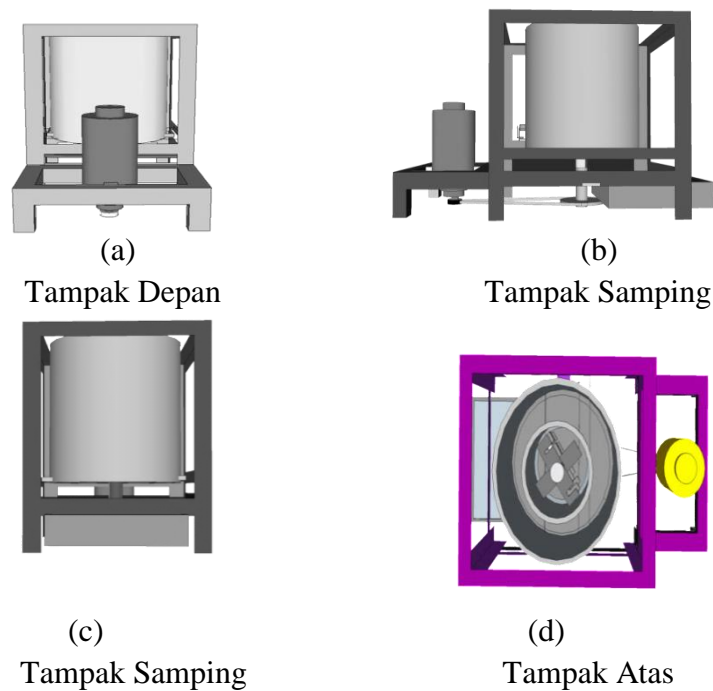 (a)
Tampak Depan
(b)
Tampak Samping
(c)
Tampak Samping
(d)
Tampak Atas